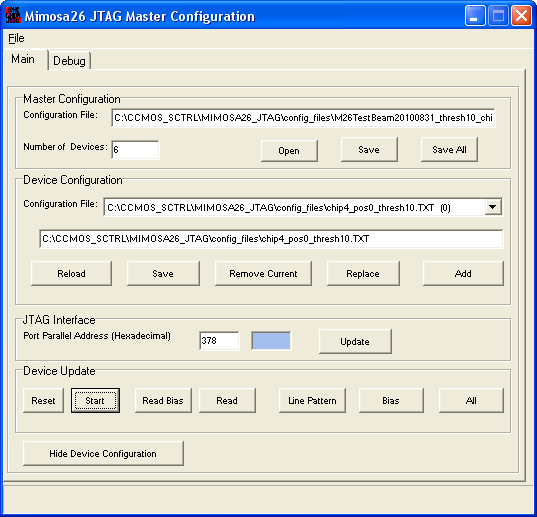 Mimosa26 JTAG Master Configuration
File
Main Debug
Master Configuration
Configuration File: C:\CCMOS_SCTRL\MIMOSA26_JTAG\config_files\M26TestBeam20100831_thresh10_chi
Number of Devices: 6 Open Save Save All
Device Configuration
Configuration File: C:\CCMOS_SCTRL\MIMOSA26_JTAG\config_files\chip4_pos0_thresh10.TXT (0)
C:\CCMOS_SCTRL\MIMOSA26_JTAG\config_files\chip4_pos0_thresh10.TXT
Reload Save Remove Current Replace Add
JTAG Interface
Port Parallel Address (Hexadecimal) 378 Update
Device Update
Reset Start Read Bias Read Line Pattern Bias All
Hide Device Configuration